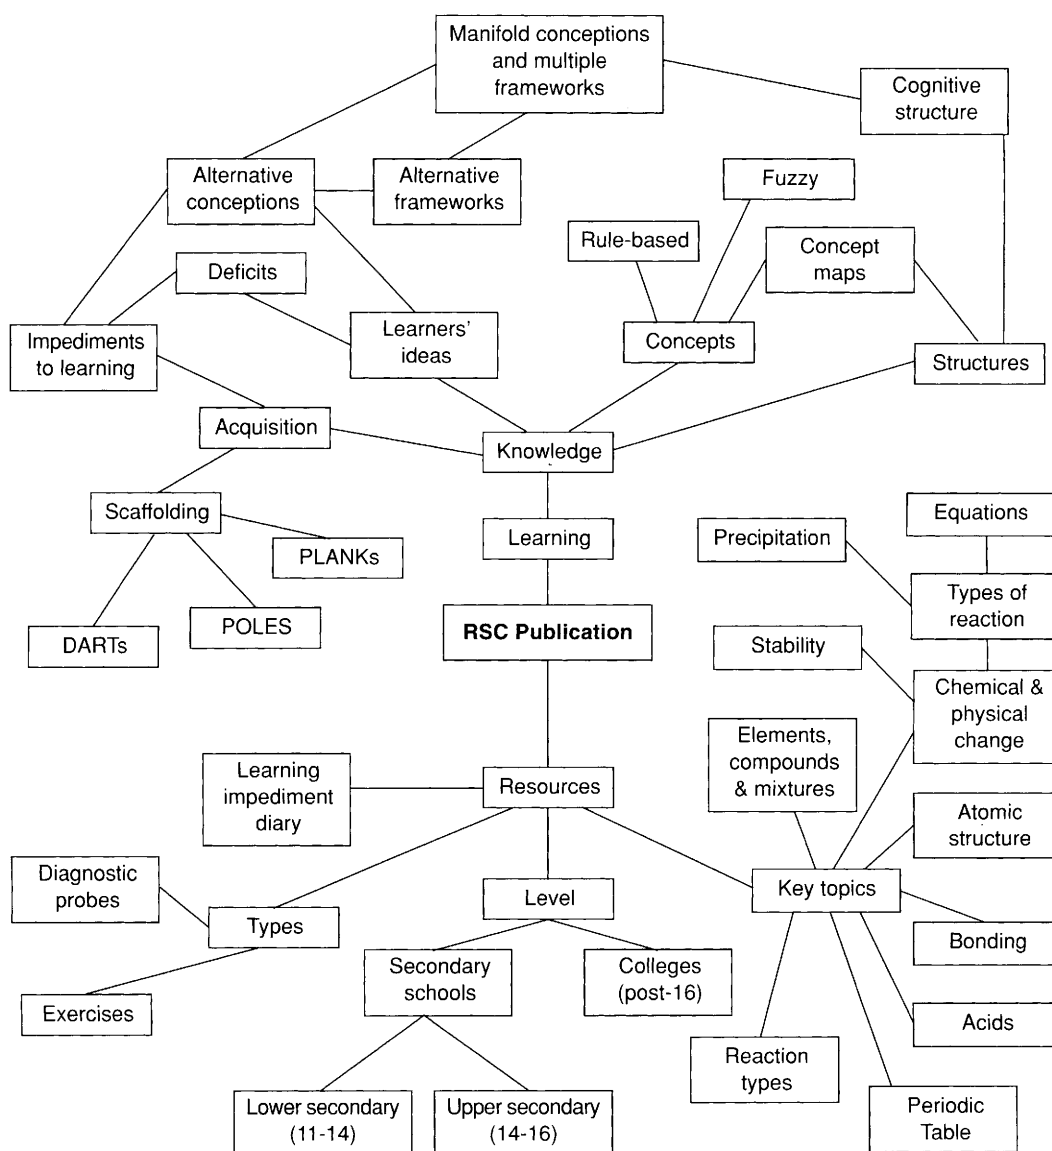 Manifold conceptions
and multiple
frameworks
Cognitive
structure
Alternative
conceptions
Alternative
frameworks
Fuzzy
Rule-based
Concept
maps
Deficits
Impediments
to learning
Learners'
ideas
Concepts
Structures
Acquisition
Knowledge
Scaffolding
Learning
Precipitation
Equations
PLANKs
Types of
reaction
DARTs
POLES
RSC Publication
Stability
Chemical &
physical
change
Elements,
compounds
& mixtures
Learning
impediment
diary
Resources
Atomic
structure
Diagnostic
probes
Types
Level
Key topics
Bonding
Secondary
schools
Colleges
(post-16)
Exercises
Acids
Reaction
types
Lower secondary
(11-14)
Upper secondary
(14-16)
Periodic
Table